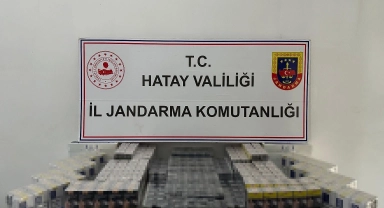 T.C.
HATAY VALİLİĞİ
İL JANDARMA KOMUTANLIĞI